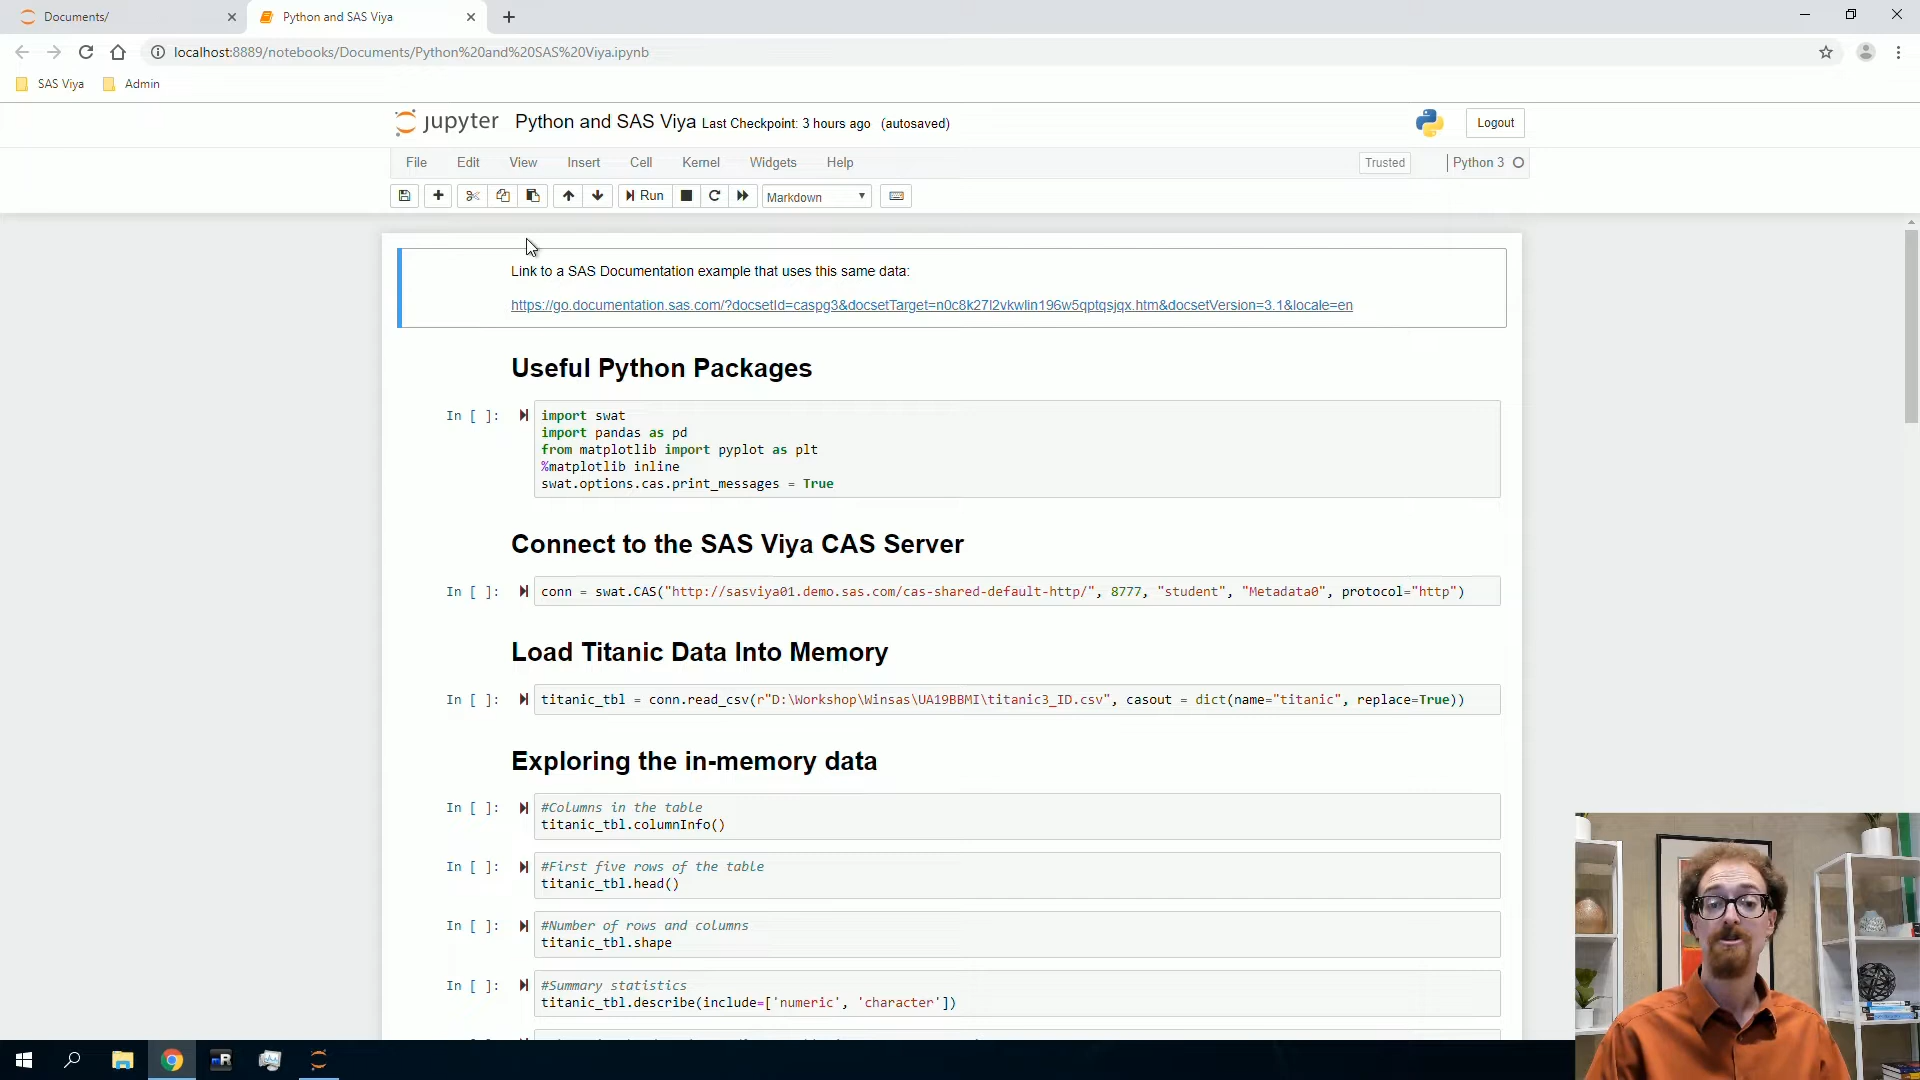 Documents/
Python and SAS Viya
localhost:8889/notebooks/Documents/Python%20and%20SAS%20Viya.ipynb
SAS Viya
Admin
jupyter
Python and SAS Viya Last Checkpoint: 3 hours ago (autosaved)
Logout
File Edit View Insert Cell Kernel Widgets Help
Trusted
Python 3
Run
Markdown
Link to a SAS Documentation example that uses this same data:
https://go.documentation.sas.com/?docsetId=caspg3&docsetTarget=n0c8k27l2vkwlin196w5qptqsjqx.htm&docsetVersion=3.1&locale=en
Useful Python Packages
In [ ]:
import swat
import pandas as pd
from matplotlib import pyplot as plt
%matplotlib inline
swat.options.cas.print_messages = True
Connect to the SAS Viya CAS Server
In [ ]:
conn = swat.CAS("http://sasviya01.demo.sas.com/cas-shared-default-http/", 8777, "student", "Metadata0", protocol="http")
Load Titanic Data Into Memory
In [ ]:
titanic_tbl = conn.read_csv(r"D:\Workshop\Winsas\UA19BBMI\titanic3_ID.csv", casout = dict(name="titanic", replace=True))
Exploring the in-memory data
In [ ]:
#Columns in the table
titanic_tbl.columnInfo()
In [ ]:
#First five rows of the table
titanic_tbl.head()
In [ ]:
#Number of rows and columns
titanic_tbl.shape
In [ ]:
#Summary statistics
titanic_tbl.describe(include=['numeric', 'character'])
R